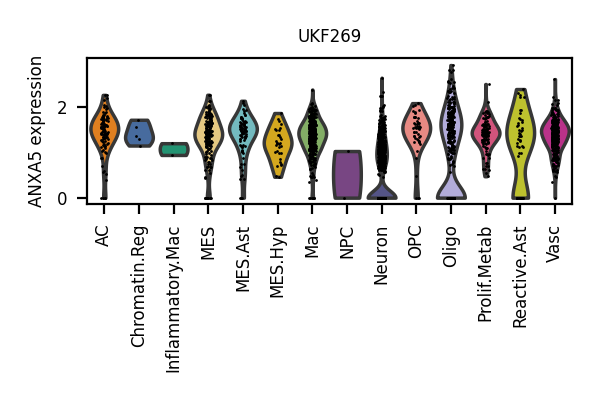 UKF269
ANXA5 expression
2
0
AC
Chromatin.Reg
Inflammatory.Mac
MES
MES.Ast
MES.Hyp
Mac
NPC
Neuron
OPC
Oligo
Prolif.Metab
Reactive.Ast
Vasc